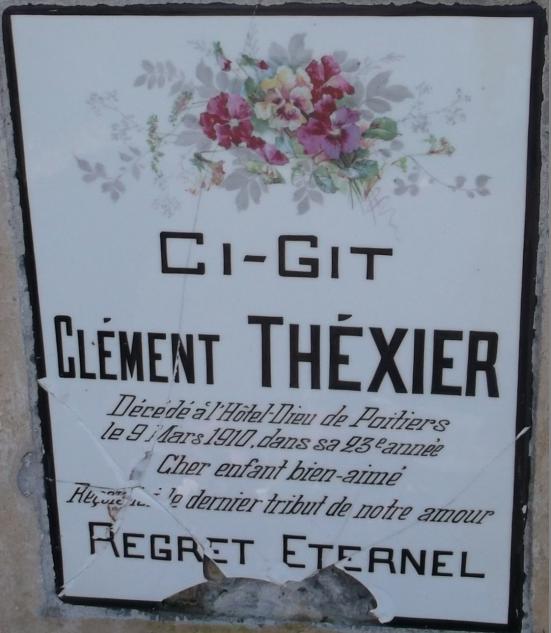 CI-GIT
CLÉMENT THÉXIER
Décédé à l'Hôtel-Dieu de Poitiers
le 9 Mars 1910, dans sa 23e année
Cher enfant bien-aimé
le dernier tribut de notre amour
REGRET ETERNEL